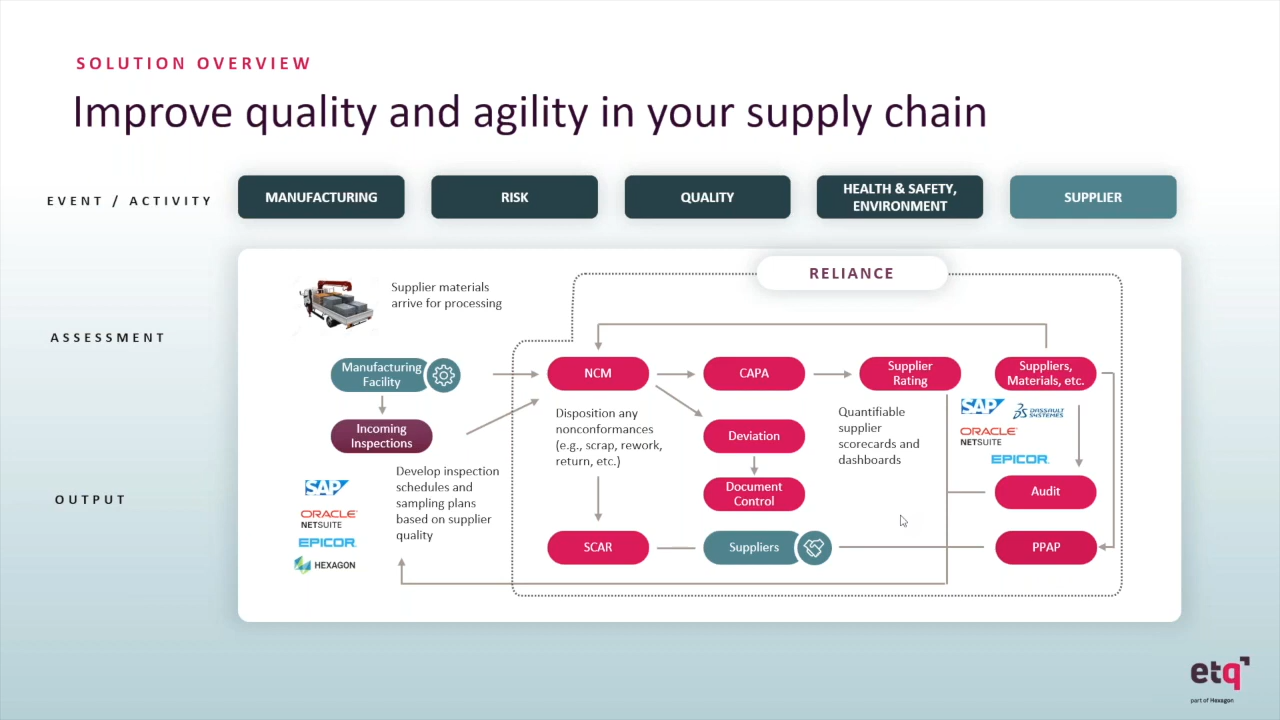 SOLUTION OVERVIEW
Improve quality and agility in your supply chain
EVENT / ACTIVITY
MANUFACTURING
RISK
QUALITY
HEALTH & SAFETY,
ENVIRONMENT
SUPPLIER
RELIANCE
Supplier materials
arrive for processing
ASSESSMENT
Manufacturing
Facility
NCM
CAPA
Supplier
Rating
Suppliers,
Materials, etc.
Incoming
Inspections
Disposition any
nonconformances
(e.g., scrap, rework,
return, etc.)
Deviation
Quantifiable
supplier
scorecards and
dashboards
SAP
DASSAULT
SYSTEMES
ORACLE
NETSUITE
EPICOR
Develop inspection
schedules and
sampling plans
based on supplier
quality
Document
Control
Audit
OUTPUT
SAP
ORACLE
NETSUITE
EPICOR
HEXAGON
SCAR
Suppliers
PPAP
etq
part of Hexagon